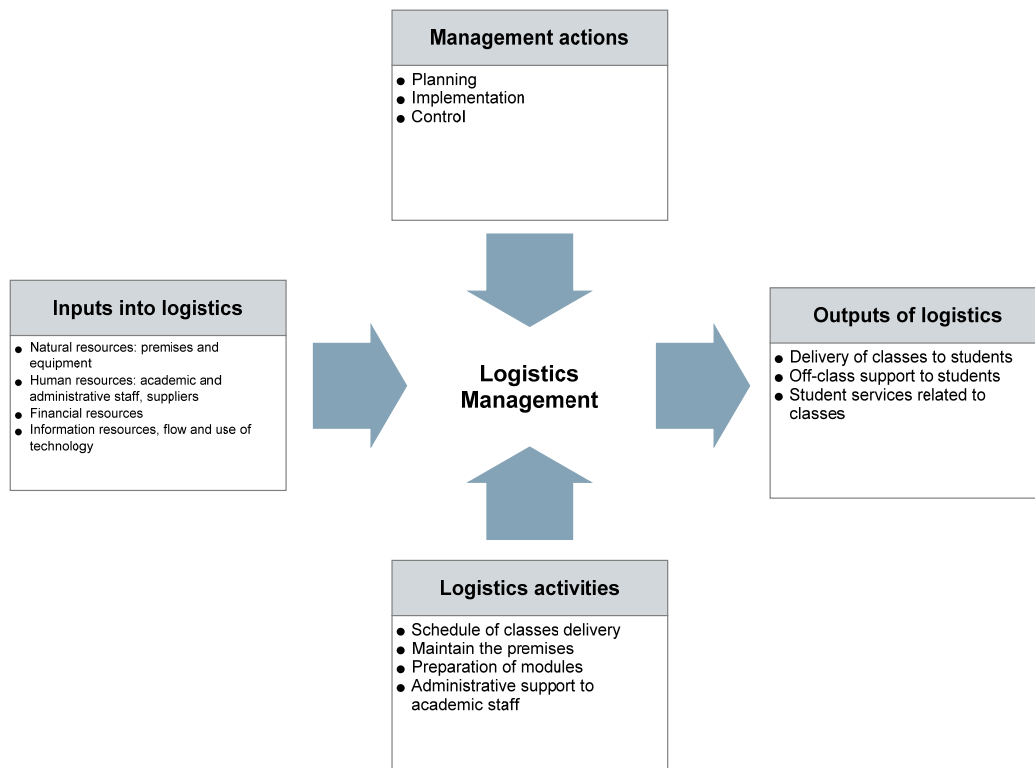 Management actions
● Planning
● Implementation
● Control
Inputs into logistics
● Natural resources: premises and
equipment
● Human resources: academic and
administrative staff, suppliers
● Financial resources
● Information resources, flow and use of
technology
Logistics
Management
Outputs of logistics
● Delivery of classes to students
● Off-class support to students
● Student services related to
classes
Logistics activities
● Schedule of classes delivery
● Maintain the premises
● Preparation of modules
● Administrative support to
academic staff